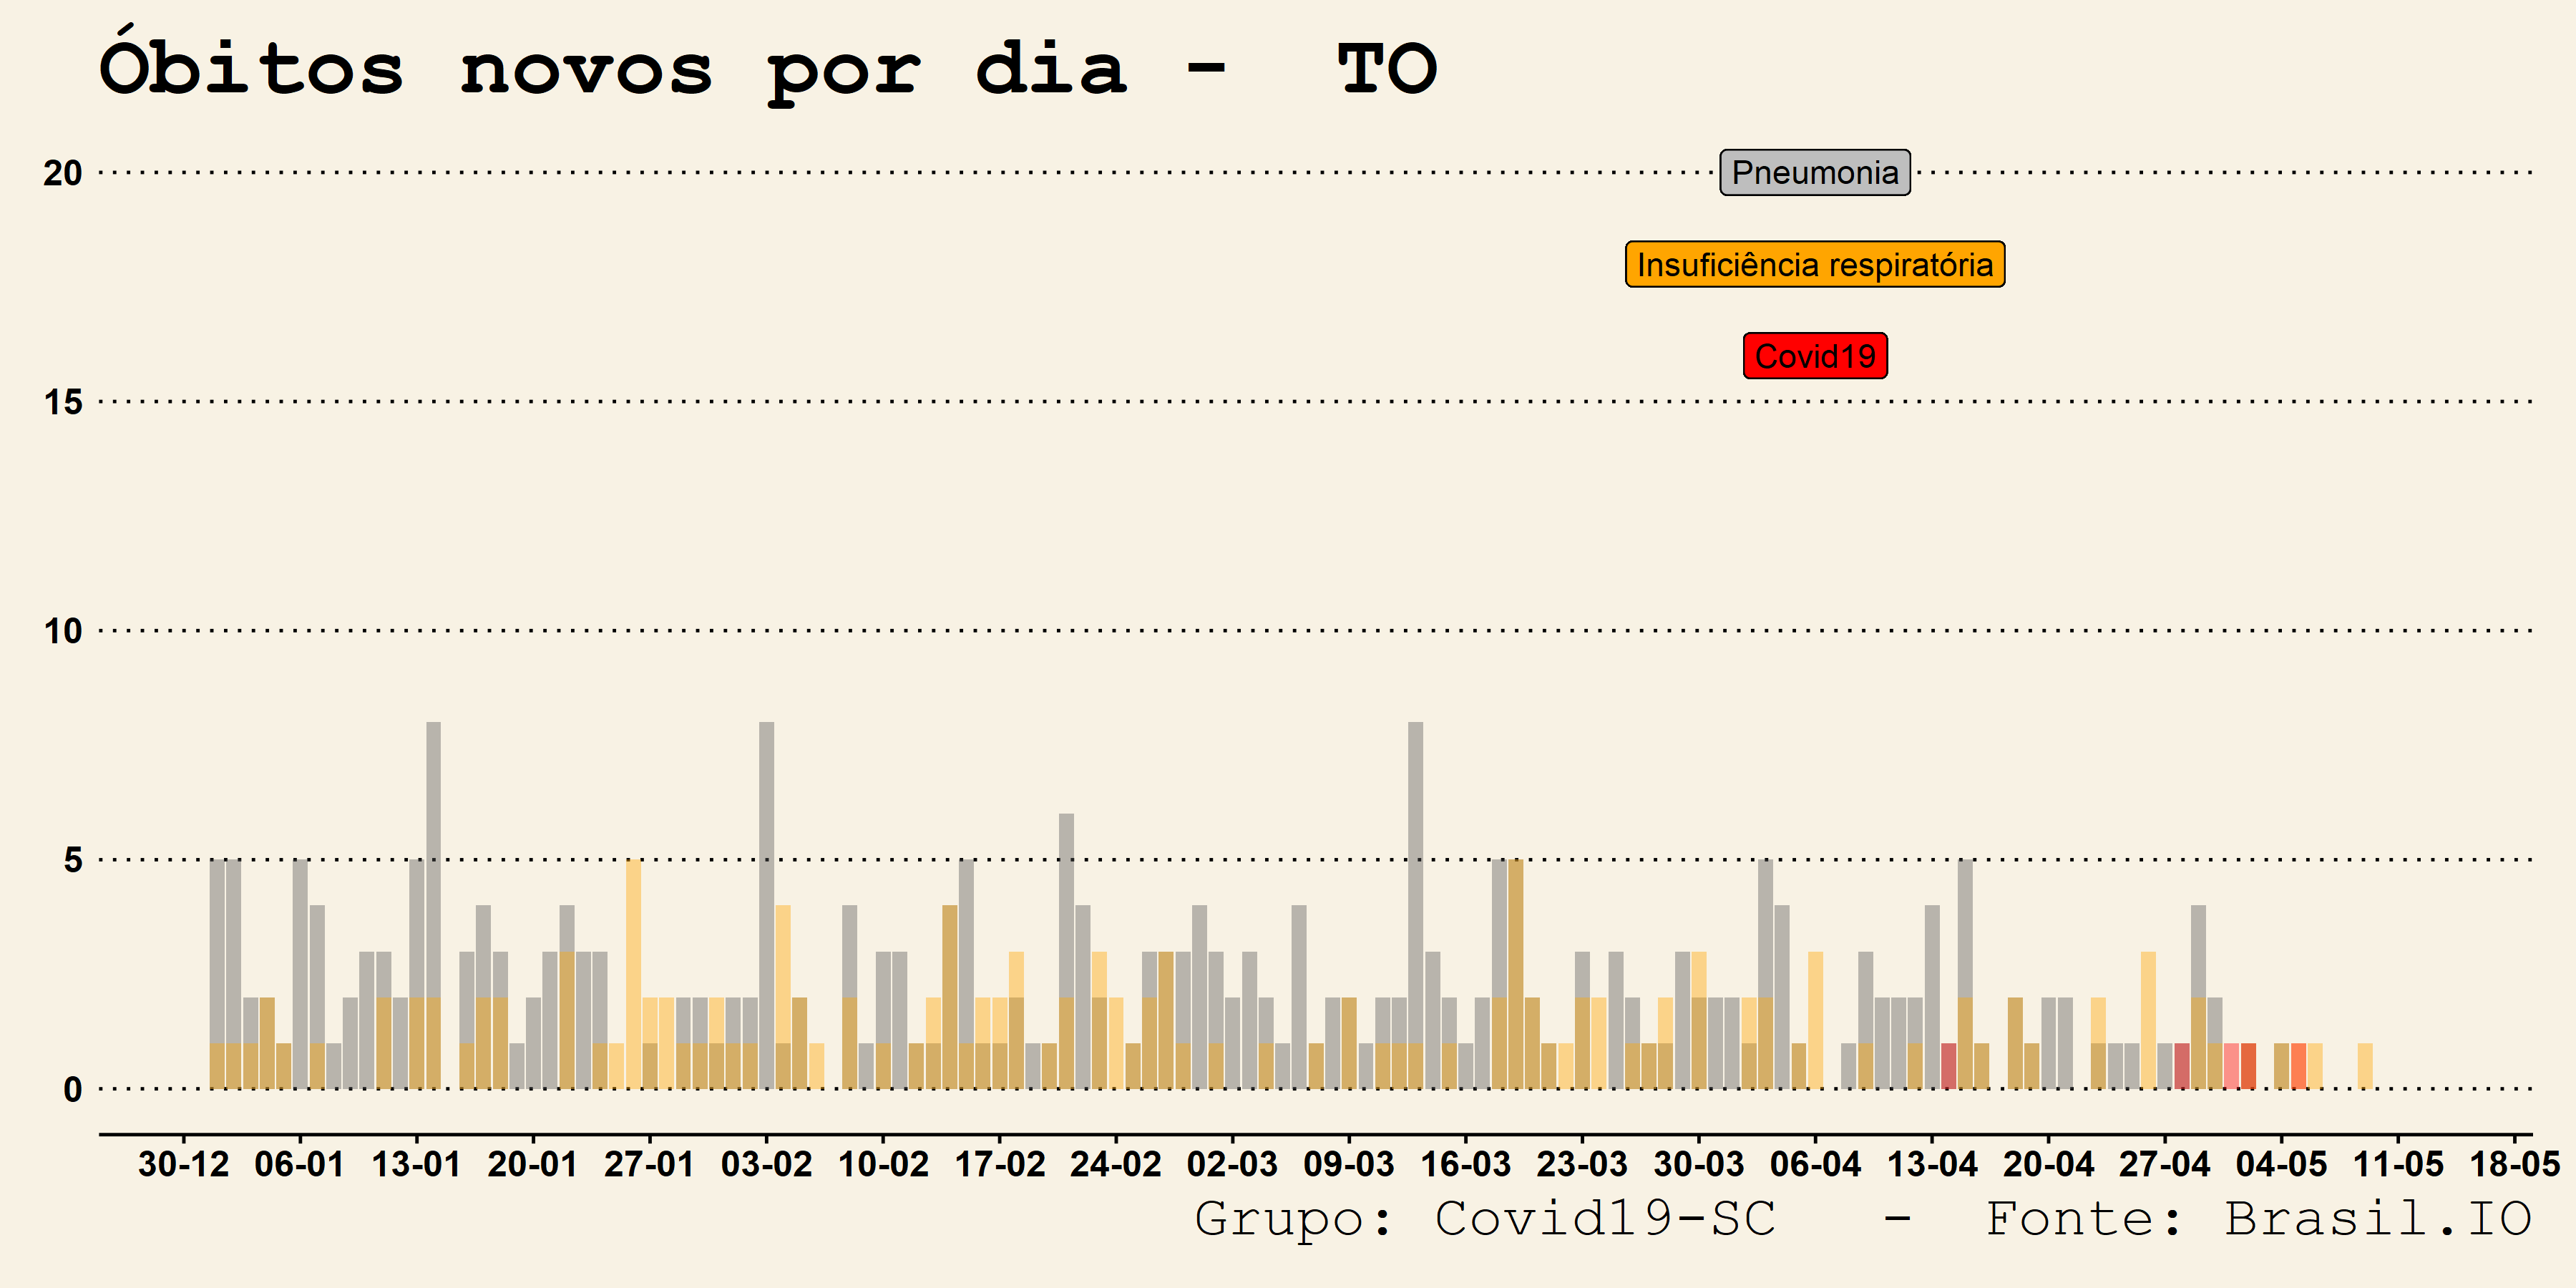 Óbitos novos por dia -  TO
20
Pneumonia
Insuficiência respiratória
Covid19
15
10
5
0
30-12 06-01 13-01 20-01 27-01 03-02 10-02 17-02 24-02 02-03 09-03 16-03 23-03 30-03 06-04 13-04 20-04 27-04 04-05 11-05 18-05
Grupo: Covid19-SC  -  Fonte: Brasil.IO